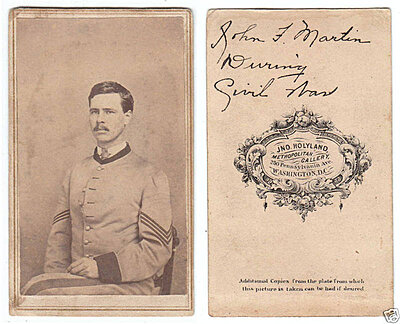 John F. Martin
During
Civil War
JNO. HOLYLAND,
METROPOLITAN
GALLERY,
250 Pennsylvania Ave.
WASHINGTON, D.C.
Additional Copies from the plate from which
this picture is taken can be had if desired